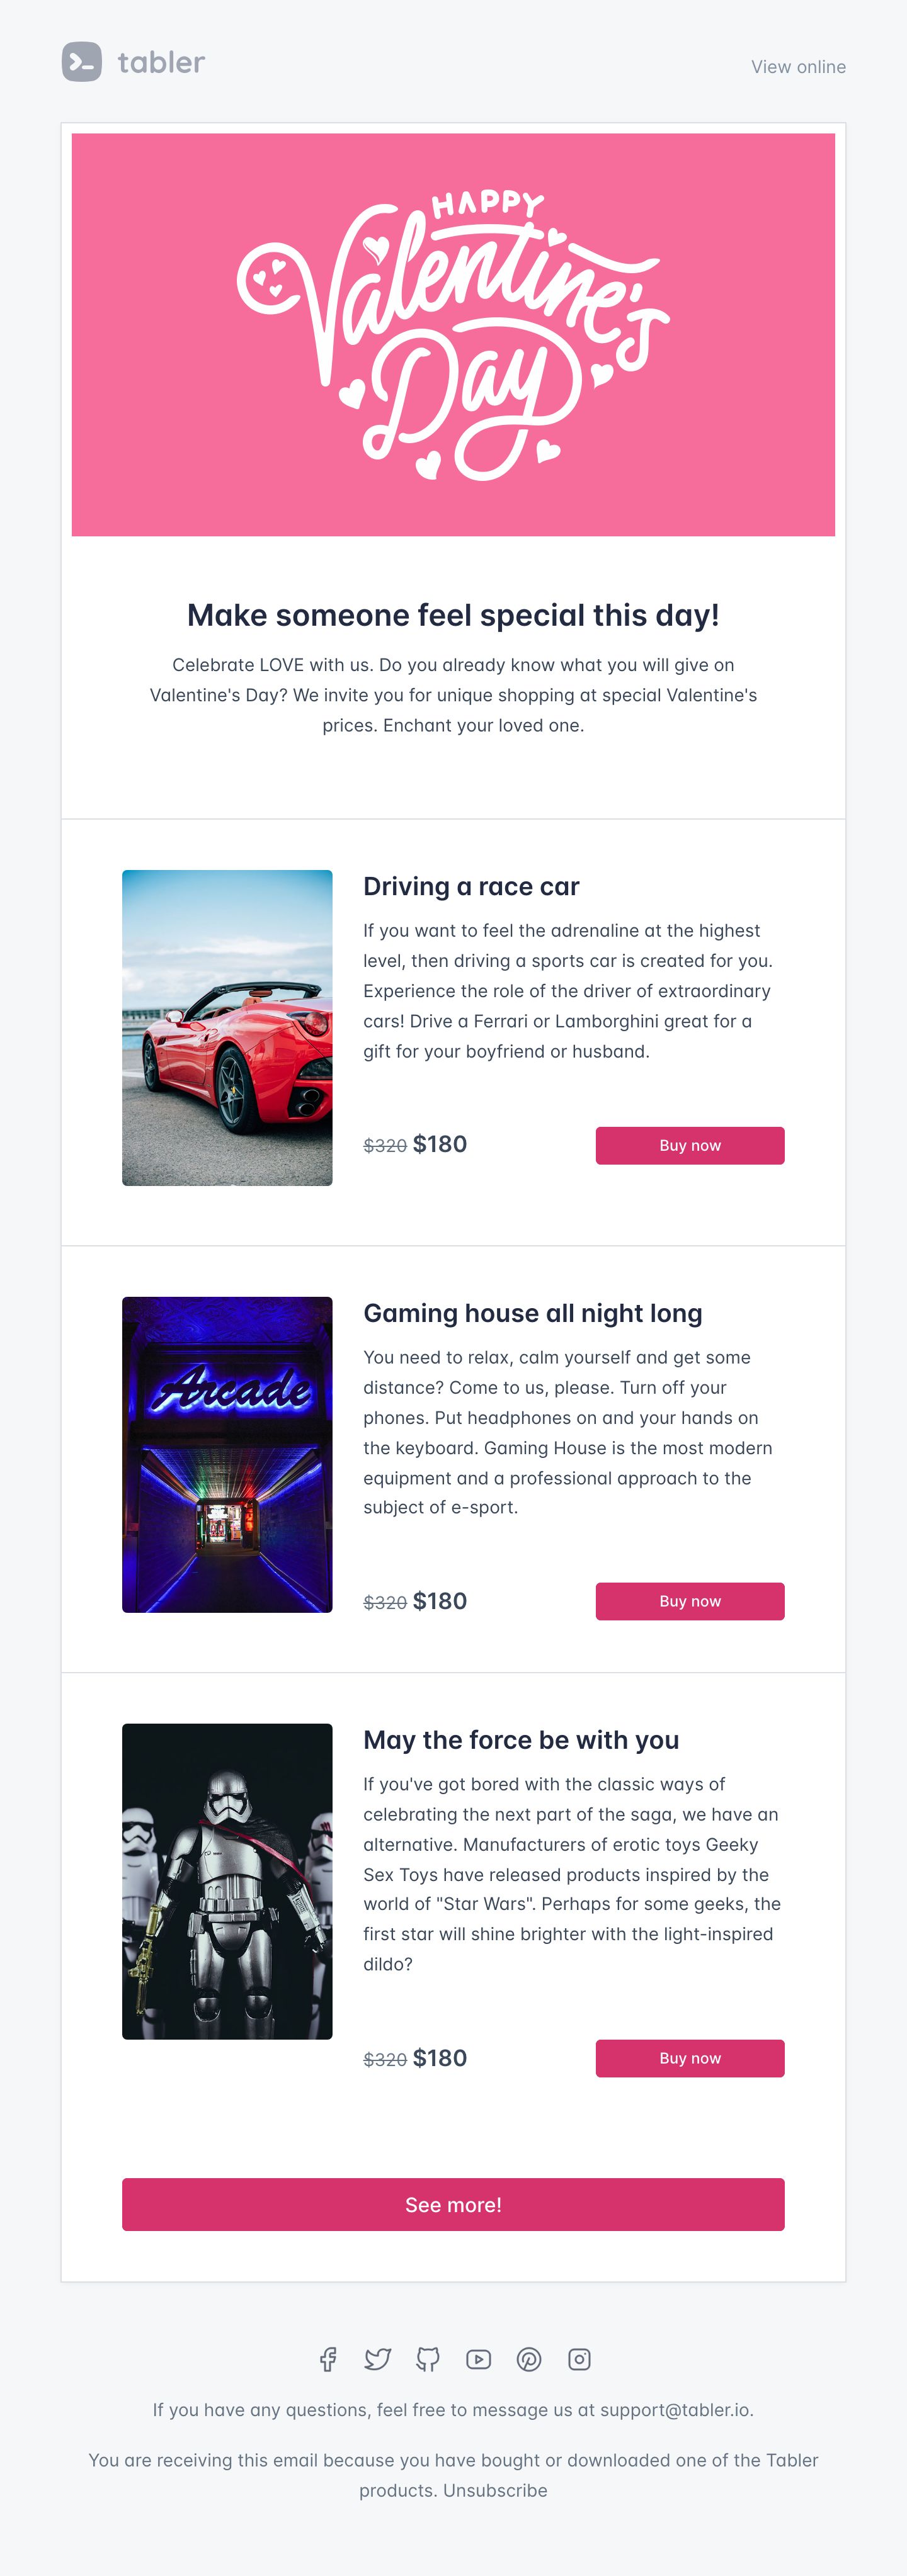 tabler
View online
HAPPY
Valentine's
Day
Make someone feel special this day!
Celebrate LOVE with us. Do you already know what you will give on
Valentine's Day? We invite you for unique shopping at special Valentine's
prices. Enchant your loved one.
Driving a race car
If you want to feel the adrenaline at the highest
level, then driving a sports car is created for you.
Experience the role of the driver of extraordinary
cars! Drive a Ferrari or Lamborghini great for a
gift for your boyfriend or husband.
$320 $180
Buy now
Arcade
Gaming house all night long
You need to relax, calm yourself and get some
distance? Come to us, please. Turn off your
phones. Put headphones on and your hands on
the keyboard. Gaming House is the most modern
equipment and a professional approach to the
subject of e-sport.
$320 $180
Buy now
May the force be with you
If you've got bored with the classic ways of
celebrating the next part of the saga, we have an
alternative. Manufacturers of erotic toys Geeky
Sex Toys have released products inspired by the
world of "Star Wars". Perhaps for some geeks, the
first star will shine brighter with the light-inspired
dildo?
$320 $180
Buy now
See more!
If you have any questions, feel free to message us at support@tabler.io.
You are receiving this email because you have bought or downloaded one of the Tabler
products. Unsubscribe